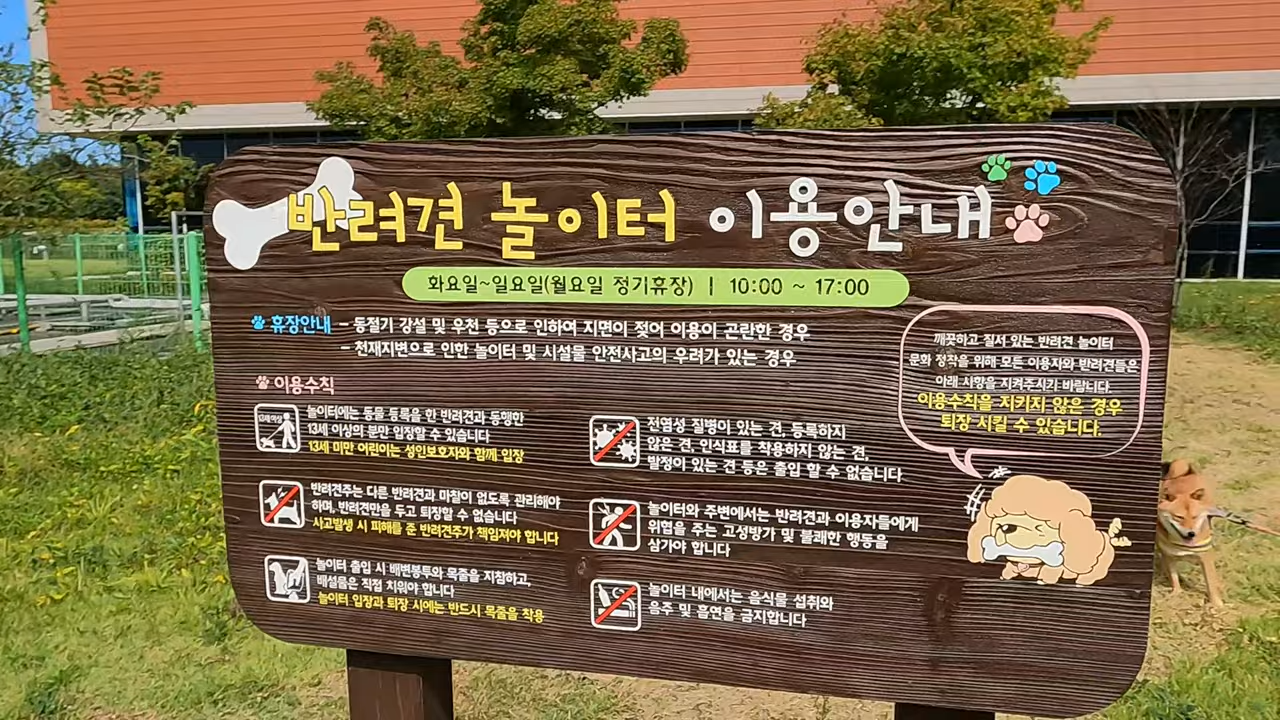 반려견 놀이터 이용안내
화요일~일요일(월요일 정기휴장) | 10:00 ~ 17:00
휴장안내 - 동절기 강설 및 우천 등으로 인하여 지면이 젖어 이용이 곤란한 경우
- 천재지변으로 인한 놀이터 및 시설물 안전사고의 우려가 있는 경우
깨끗하고 질서 있는 반려견 놀이터
문화 정착을 위해 모든 이용자와 반려견들은
아래 사항을 지켜주시기 바랍니다.
이용수칙을 지키지 않은 경우
퇴장 시킬 수 있습니다.
이용수칙
13세이상
놀이터에는 동물 등록을 한 반려견과 동행한
13세 이상의 분만 입장할 수 있습니다
13세 미만 어린이는 성인보호자와 함께 입장
반려견주는 다른 반려견과 마찰이 없도록 관리해야
하며, 반려견만을 두고 퇴장할 수 없습니다
사고발생 시 피해를 준 반려견주가 책임져야 합니다
놀이터 출입 시 배변봉투와 목줄을 지참하고,
배설물은 직접 치워야 합니다
놀이터 입장과 퇴장 시에는 반드시 목줄을 착용
전염성 질병이 있는 견, 등록하지
않은 견, 인식표를 착용하지 않는 견,
발정이 있는 견 등은 출입 할 수 없습니다
놀이터와 주변에서는 반려견과 이용자들에게
위협을 주는 고성방가 및 불쾌한 행동을
삼가야 합니다
놀이터 내에서는 음식물 섭취와
음주 및 흡연을 금지합니다